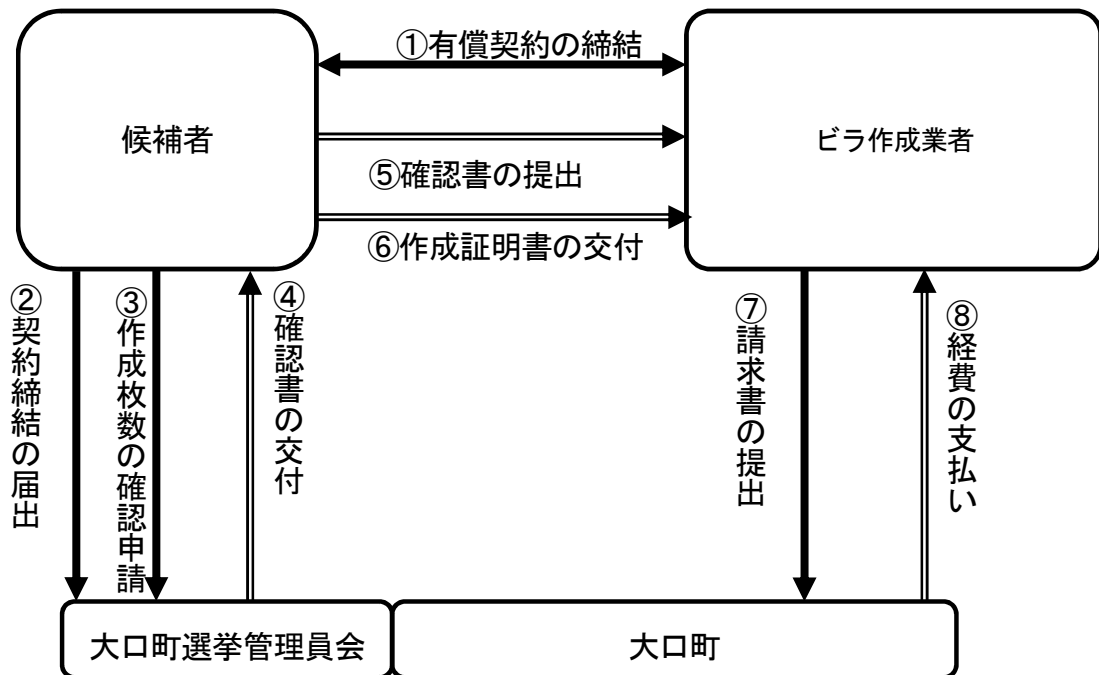 ①有償契約の締結
候補者
ビラ作成業者
⑤確認書の提出
⑥作成証明書の交付
②契約締結の届出
③作成枚数の確認申請
④確認書の交付
⑦請求書の提出
⑧経費の支払い
大口町選挙管理員会
大口町